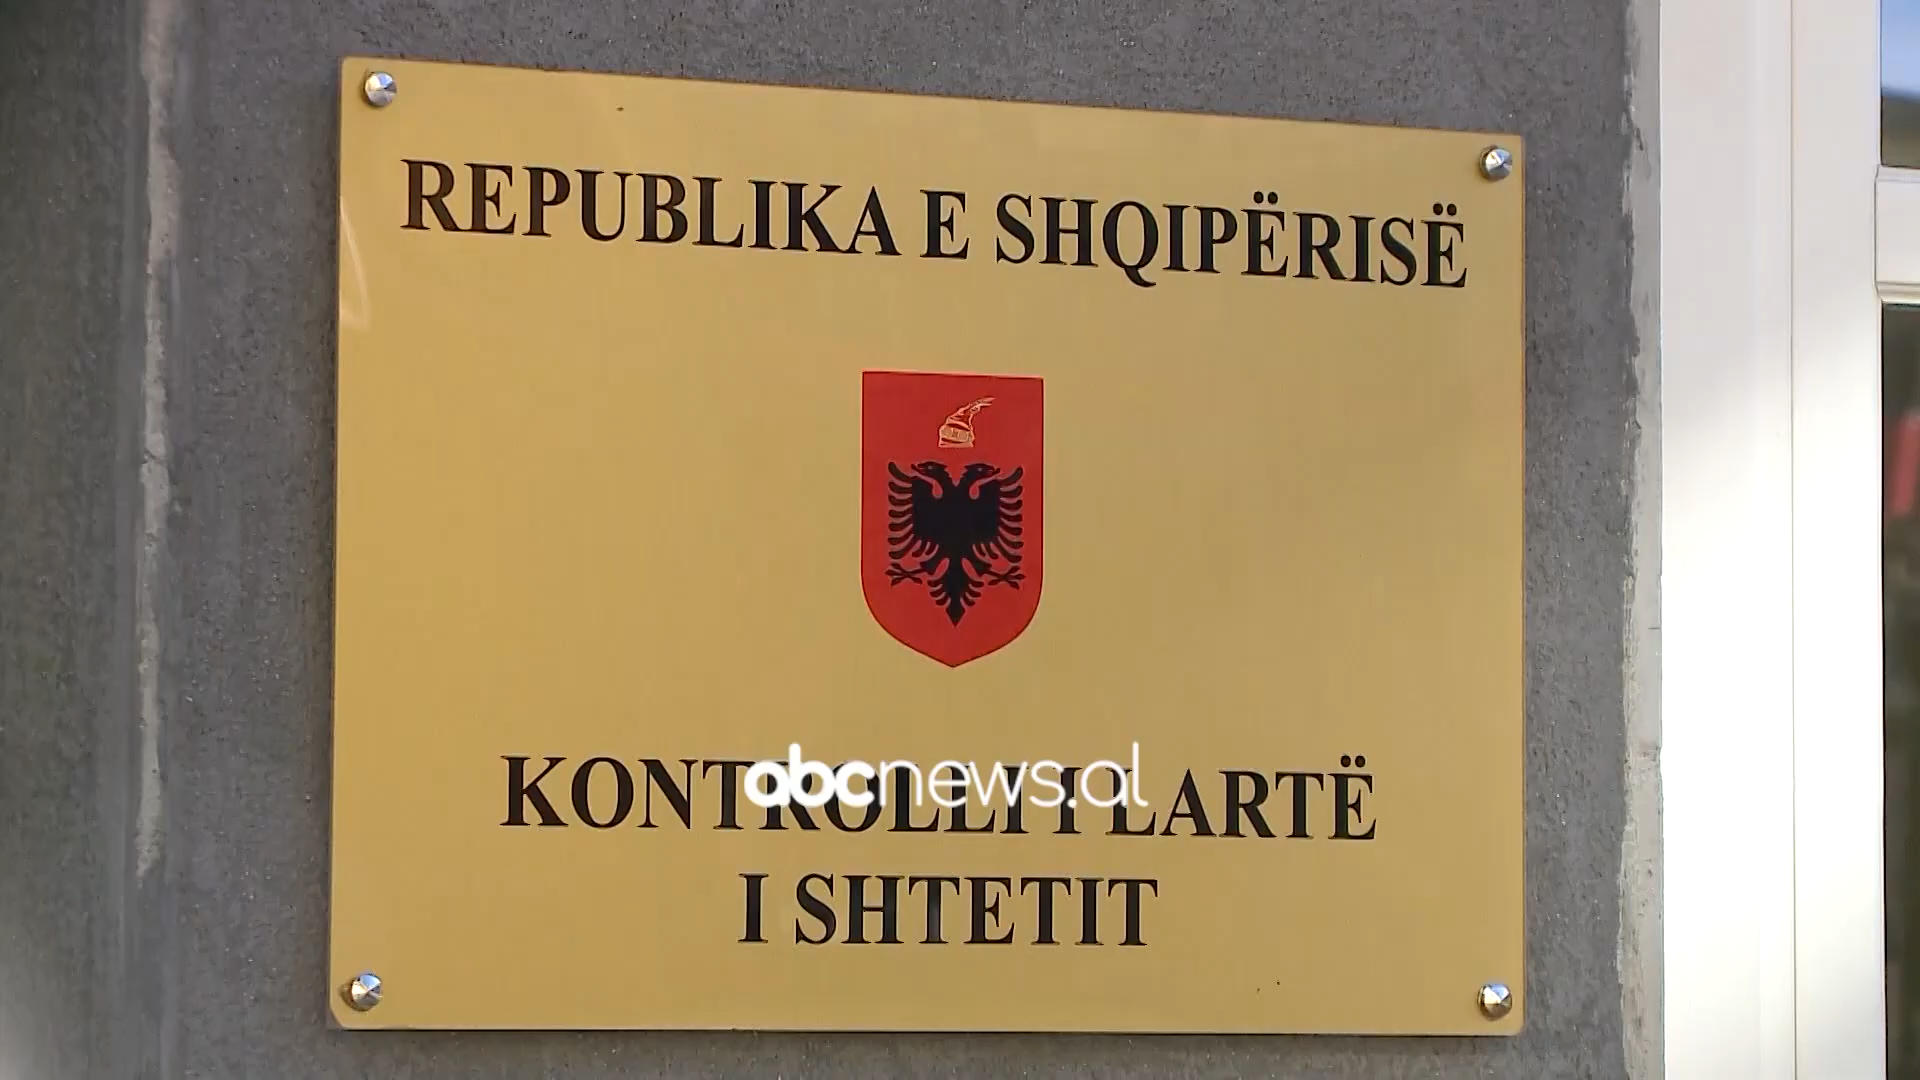 REPUBLIKA E SHQIPËRISË
KONTROLLI I LARTË
abcnews.al
I SHTETIT